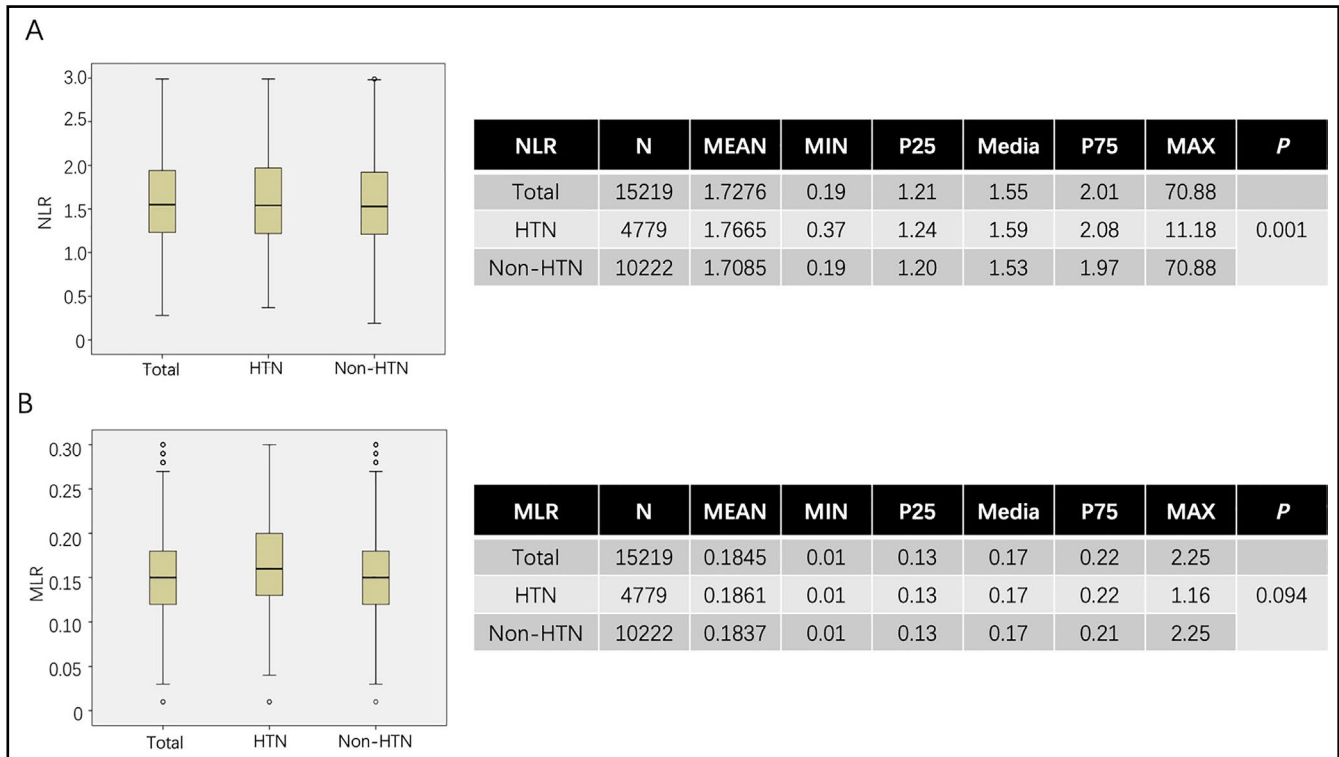 A
NLR
3.0
2.5
2.0
1.5
1.0
0.5
0
Total HTN Non-HTN
NLR N MEAN MIN P25 Media P75 MAX P
Total 15219 1.7276 0.19 1.21 1.55 2.01 70.88
HTN 4779 1.7665 0.37 1.24 1.59 2.08 11.18 0.001
Non-HTN 10222 1.7085 0.19 1.20 1.53 1.97 70.88
B
MLR
0.30
0.25
0.20
0.15
0.10
0.05
0
Total HTN Non-HTN
MLR N MEAN MIN P25 Media P75 MAX P
Total 15219 0.1845 0.01 0.13 0.17 0.22 2.25
HTN 4779 0.1861 0.01 0.13 0.17 0.22 1.16 0.094
Non-HTN 10222 0.1837 0.01 0.13 0.17 0.21 2.25